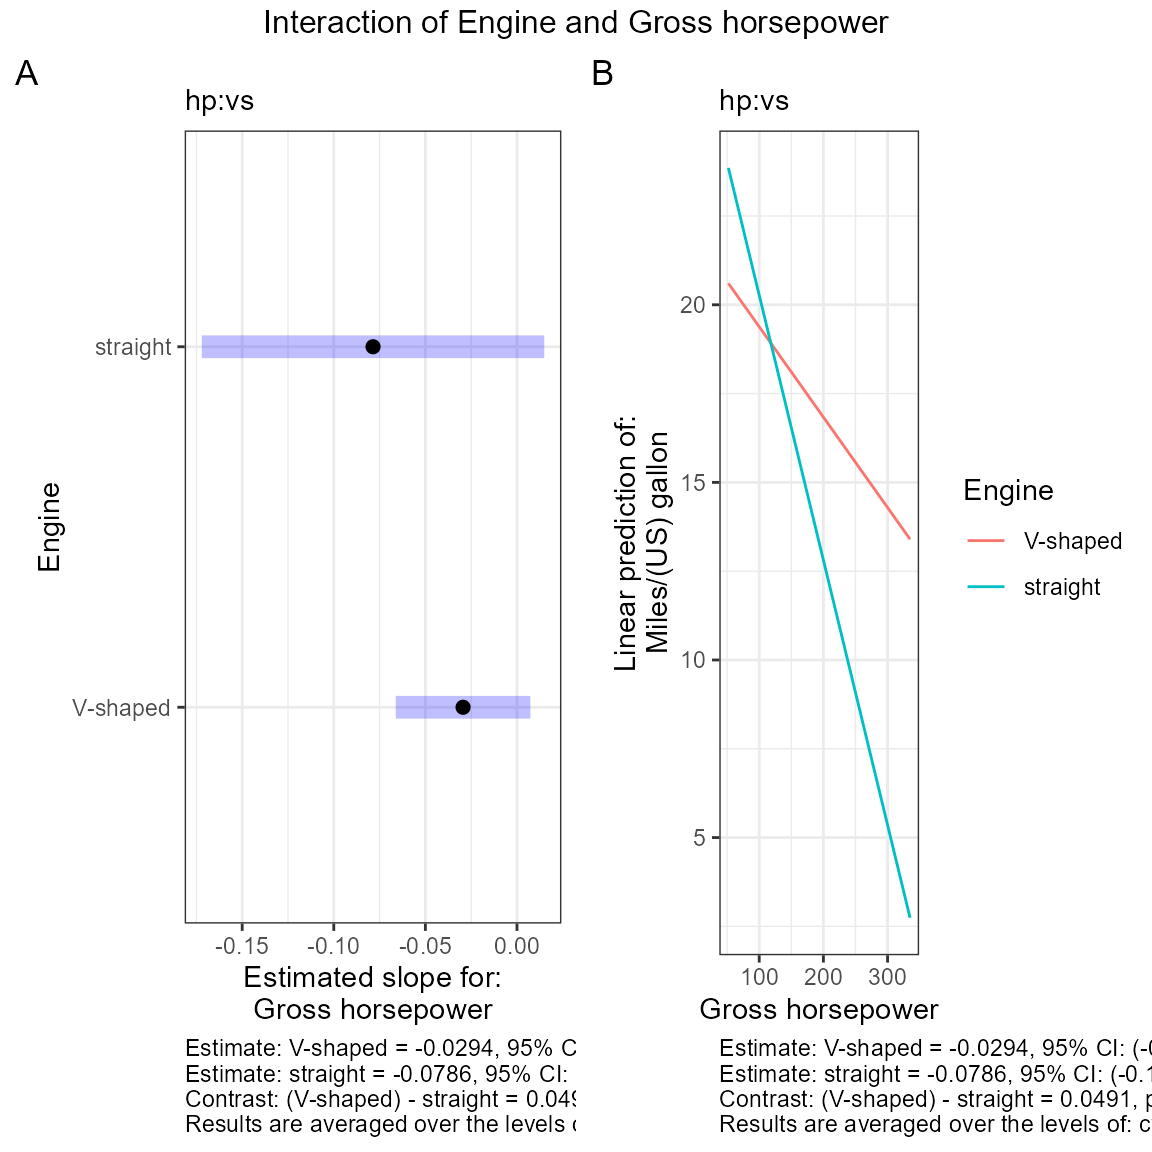 Interaction of Engine and Gross horsepower
A
hp:vs
straight
V-shaped
Engine
-0.15 -0.10 -0.05 0.00
Estimated slope for:
Gross horsepower
Estimate: V-shaped = -0.0294, 95% C
Estimate: straight = -0.0786, 95% CI:
Contrast: (V-shaped) - straight = 0.049
Results are averaged over the levels
B
hp:vs
20
15
10
5
Linear prediction of:
Miles/(US) gallon
100 200 300
Gross horsepower
Engine
V-shaped
straight
Estimate: V-shaped = -0.0294, 95% CI: (-0
Estimate: straight = -0.0786, 95% CI: (-0.1
Contrast: (V-shaped) - straight = 0.0491, p
Results are averaged over the levels of: c